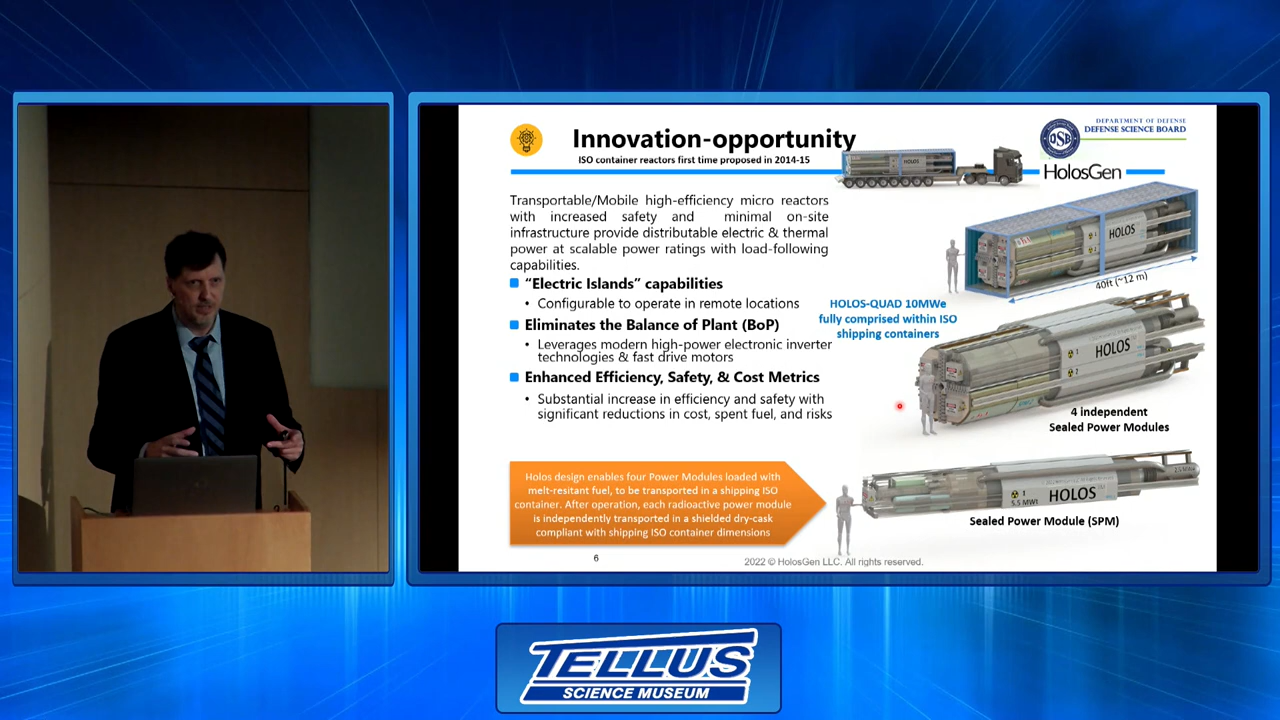 Innovation-opportunity
ISO container reactors first time proposed in 2014-15
DEPARTMENT OF DEFENSE
DEFENSE SCIENCE BOARD
DSB
HOLOS
HolosGen
Transportable/Mobile high-efficiency micro reactors
with increased safety and minimal on-site
infrastructure provide distributable electric & thermal
power at scalable power ratings with load-following
capabilities.
"Electric Islands" capabilities
• Configurable to operate in remote locations
Eliminates the Balance of Plant (BoP)
• Leverages modern high-power electronic inverter
technologies & fast drive motors
Enhanced Efficiency, Safety, & Cost Metrics
• Substantial increase in efficiency and safety with
significant reductions in cost, spent fuel, and risks
HOLOS
40ft (~12 m)
HOLOS-QUAD 10MWe
fully comprised within ISO
shipping containers
HOLOS
1
2
4 independent
Sealed Power Modules
HOLOS
1
5.5 MWt
Sealed Power Module (SPM)
Holos design enables four Power Modules loaded with
melt-resitant fuel, to be transported in a shipping ISO
container. After operation, each radioactive power module
is independently transported in a shielded dry-cask
compliant with shipping ISO container dimensions
6
2022 © HolosGen LLC. All rights reserved.
TELLUS
SCIENCE MUSEUM